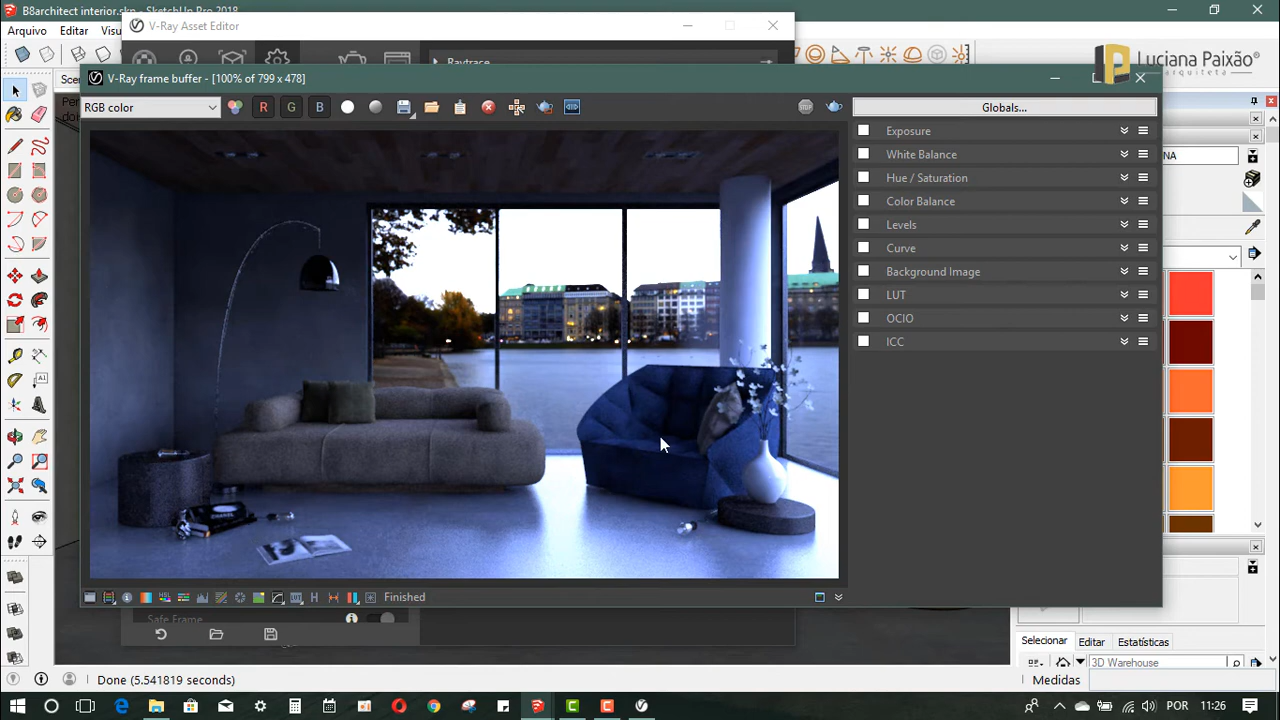 B8architect interior.skp - SketchUp Pro 2018
Arquivo Editar
V-Ray Asset Editor
Raytrace
Luciana Paixão
arquiteta
V-Ray frame buffer - [100% of 799 x 478]
RGB color
R G B
STOP
Globals...
Exposure
White Balance
Hue / Saturation
Color Balance
Levels
Curve
Background Image
LUT
OCIO
ICC
NA
CHANEL
Finished
Safe Frame
Selecionar Editar Estatísticas
3D Warehouse
Done (5.541819 seconds)
Medidas
POR 11:26